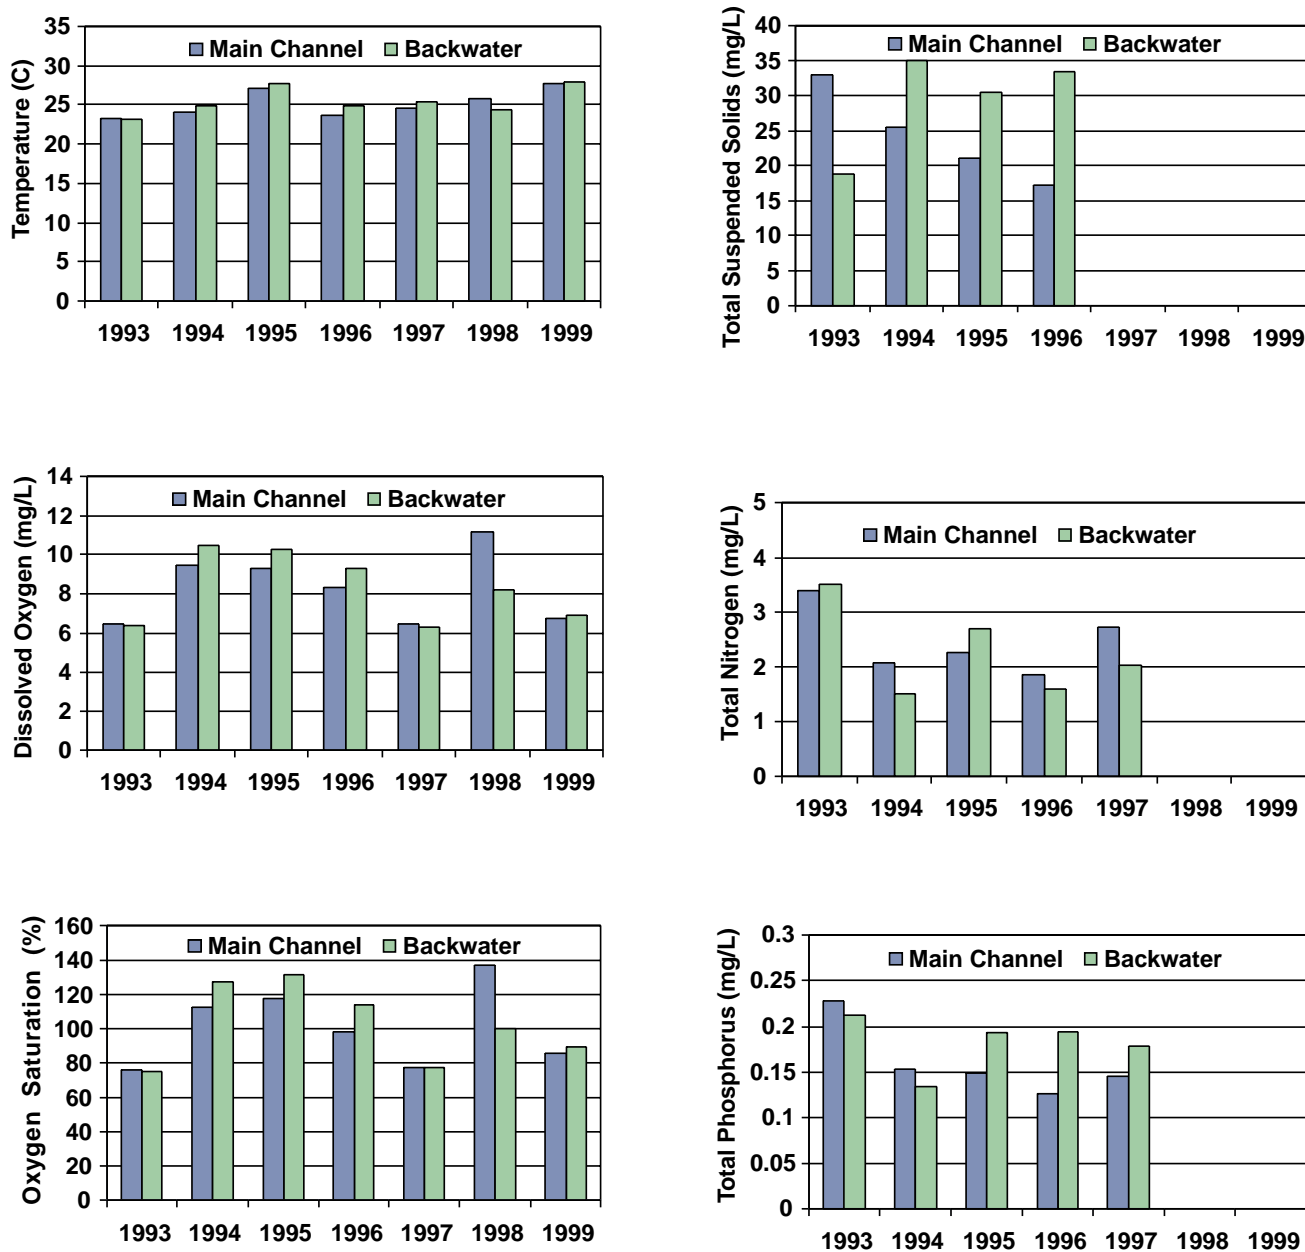 Temperature (C)
Main Channel Backwater
35
30
25
20
15
10
5
0
1993 1994 1995 1996 1997 1998 1999
Total Suspended Solids (mg/L)
Main Channel Backwater
40
35
30
25
20
15
10
5
0
1993 1994 1995 1996 1997 1998 1999
Dissolved Oxygen (mg/L)
Main Channel Backwater
14
12
10
8
6
4
2
0
1993 1994 1995 1996 1997 1998 1999
Total Nitrogen (mg/L)
Main Channel Backwater
5
4
3
2
1
0
1993 1994 1995 1996 1997 1998 1999
Oxygen Saturation (%)
Main Channel Backwater
160
140
120
100
80
60
40
20
0
1993 1994 1995 1996 1997 1998 1999
Total Phosphorus (mg/L)
Main Channel Backwater
0.3
0.25
0.2
0.15
0.1
0.05
0
1993 1994 1995 1996 1997 1998 1999